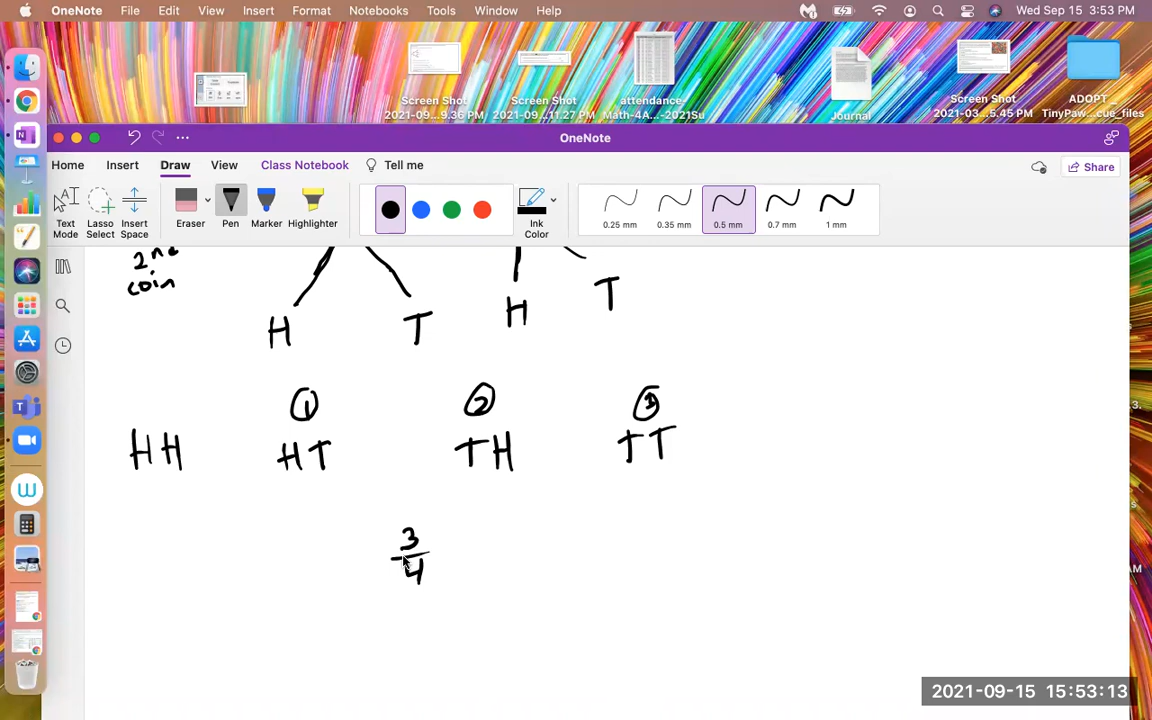 OneNote File Edit View Insert Format Notebooks Tools Window Help Wed Sep 15 3:53 PM
Screen Shot 2021-09...9.36 PM
Screen Shot 2021-09...11.27 PM
attendance-Math-4A...-2021Su
Journal
Screen Shot 2021-03...5.45 PM
ADOPT_ TinyPaw...cue_files
OneNote
Home Insert Draw View Class Notebook Tell me Share
Text Mode
Lasso Select
Insert Space
Eraser
Pen
Marker
Highlighter
Ink Color
0.25 mm 0.35 mm 0.5 mm 0.7 mm 1 mm
2nd
coin
H T H T
① ② ③
HH HT TH TT
3
4
2021-09-15 15:53:13